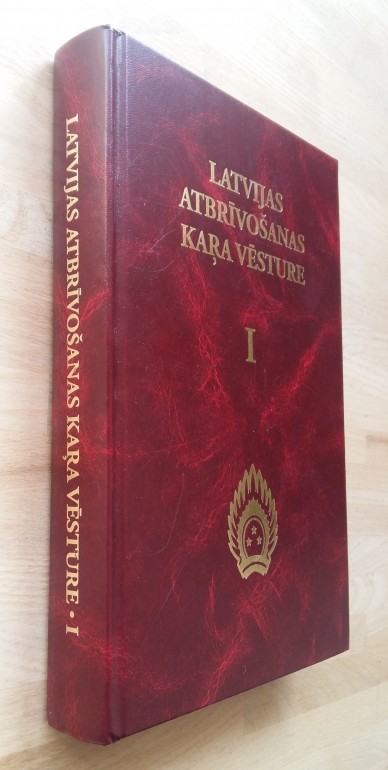 LATVIJAS ATBRĪVOŠANAS KAŖA VĒSTURE • I
LATVIJAS
ATBRĪVOŠANAS
KAŖA VĒSTURE
I